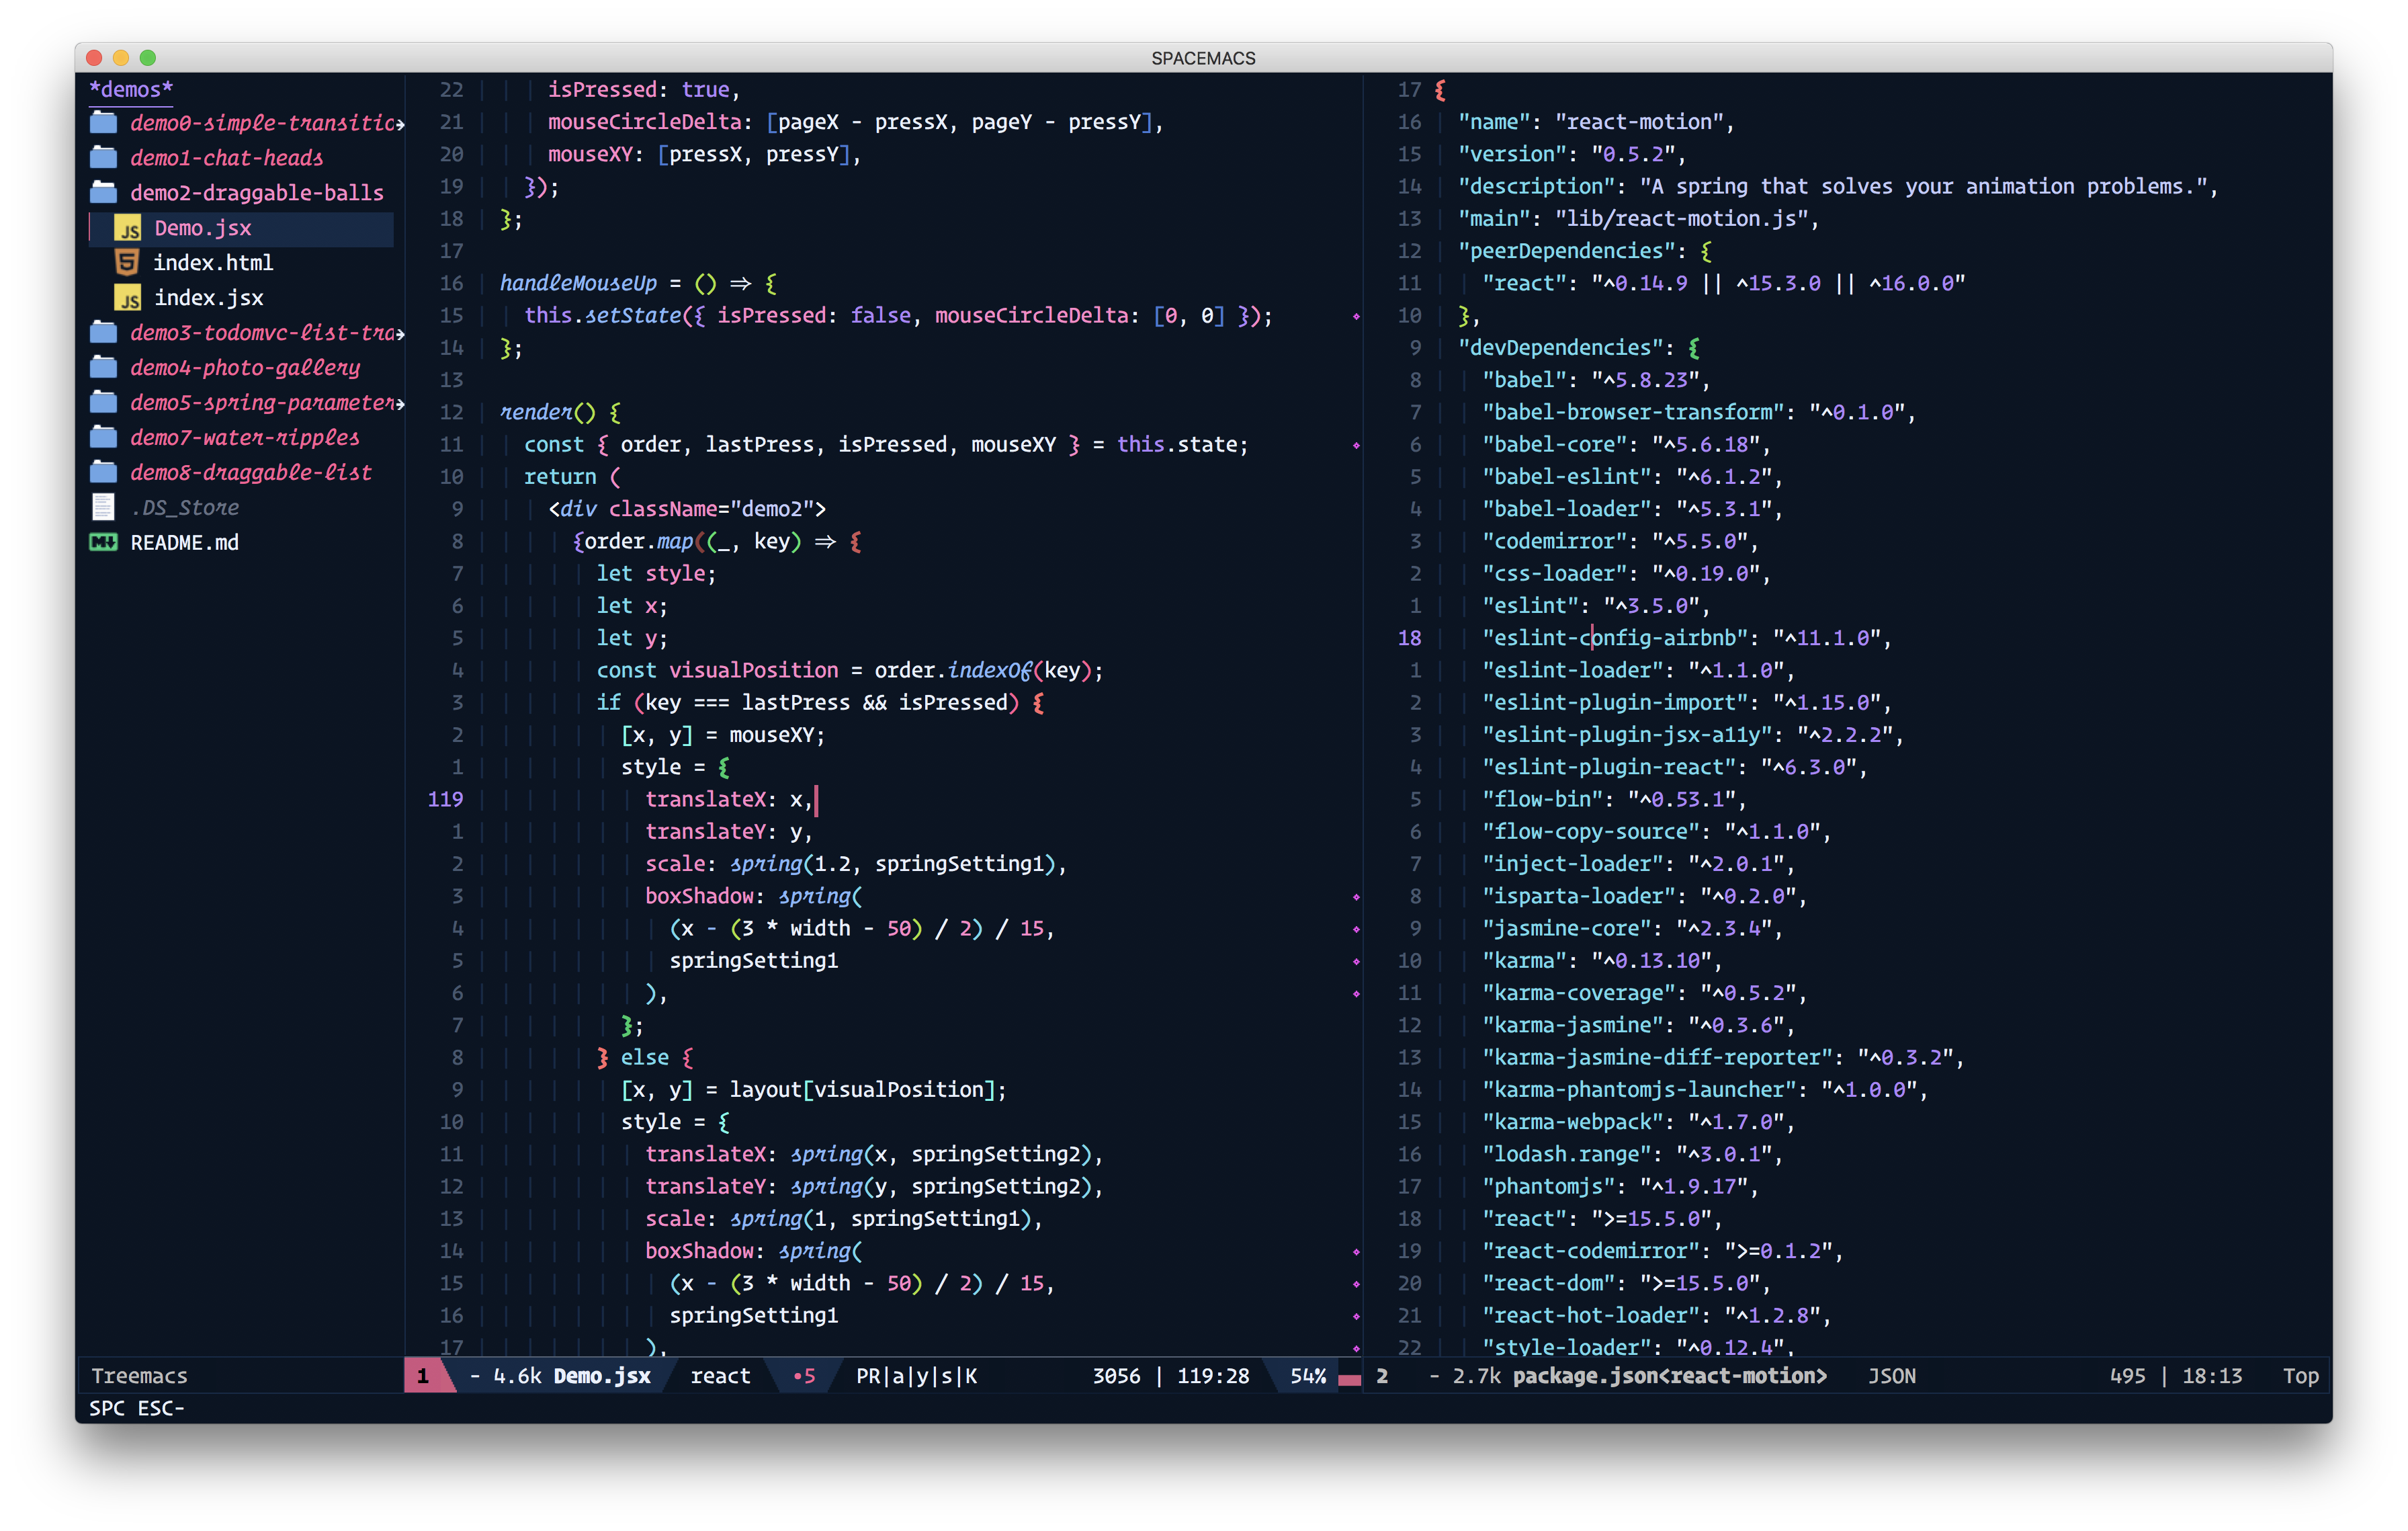 SPACEMACS
*demos*
demo0-simple-transitio
demo1-chat-heads
demo2-draggable-balls
JS Demo.jsx
5 index.html
JS index.jsx
demo3-todomvc-list-tra
demo4-photo-gallery
demo5-spring-parameter
demo7-water-ripples
demo8-draggable-list
.DS_Store
M↓ README.md
Treemacs
22 isPressed: true,
21 mouseCircleDelta: [pageX - pressX, pageY - pressY],
20 mouseXY: [pressX, pressY],
19 });
18 };
17
16 handleMouseUp = () ⇒ {
15 this.setState({ isPressed: false, mouseCircleDelta: [0, 0] });
14 };
13
12 render() {
11 const { order, lastPress, isPressed, mouseXY } = this.state;
10 return (
9 <div className="demo2">
8 {order.map((_, key) ⇒ {
7 let style;
6 let x;
5 let y;
4 const visualPosition = order.indexOf(key);
3 if (key === lastPress && isPressed) {
2 [x, y] = mouseXY;
1 style = {
119 translateX: x,
1 translateY: y,
2 scale: spring(1.2, springSetting1),
3 boxShadow: spring(
4 (x - (3 * width - 50) / 2) / 15,
5 springSetting1
6 ),
7 };
8 } else {
9 [x, y] = layout[visualPosition];
10 style = {
11 translateX: spring(x, springSetting2),
12 translateY: spring(y, springSetting2),
13 scale: spring(1, springSetting1),
14 boxShadow: spring(
15 (x - (3 * width - 50) / 2) / 15,
16 springSetting1
17 ),
1 - 4.6k Demo.jsx react •5 PR|a|y|s|K 3056 | 119:28 54%
17 {
16 "name": "react-motion",
15 "version": "0.5.2",
14 "description": "A spring that solves your animation problems.",
13 "main": "lib/react-motion.js",
12 "peerDependencies": {
11 "react": "^0.14.9 || ^15.3.0 || ^16.0.0"
10 },
9 "devDependencies": {
8 "babel": "^5.8.23",
7 "babel-browser-transform": "^0.1.0",
6 "babel-core": "^5.6.18",
5 "babel-eslint": "^6.1.2",
4 "babel-loader": "^5.3.1",
3 "codemirror": "^5.5.0",
2 "css-loader": "^0.19.0",
1 "eslint": "^3.5.0",
18 "eslint-config-airbnb": "^11.1.0",
1 "eslint-loader": "^1.1.0",
2 "eslint-plugin-import": "^1.15.0",
3 "eslint-plugin-jsx-a11y": "^2.2.2",
4 "eslint-plugin-react": "^6.3.0",
5 "flow-bin": "^0.53.1",
6 "flow-copy-source": "^1.1.0",
7 "inject-loader": "^2.0.1",
8 "isparta-loader": "^0.2.0",
9 "jasmine-core": "^2.3.4",
10 "karma": "^0.13.10",
11 "karma-coverage": "^0.5.2",
12 "karma-jasmine": "^0.3.6",
13 "karma-jasmine-diff-reporter": "^0.3.2",
14 "karma-phantomjs-launcher": "^1.0.0",
15 "karma-webpack": "^1.7.0",
16 "lodash.range": "^3.0.1",
17 "phantomjs": "^1.9.17",
18 "react": ">=15.5.0",
19 "react-codemirror": ">=0.1.2",
20 "react-dom": ">=15.5.0",
21 "react-hot-loader": "^1.2.8",
22 "style-loader": "^0.12.4",
2 - 2.7k package.json<react-motion> JSON 495 | 18:13 Top
SPC ESC-